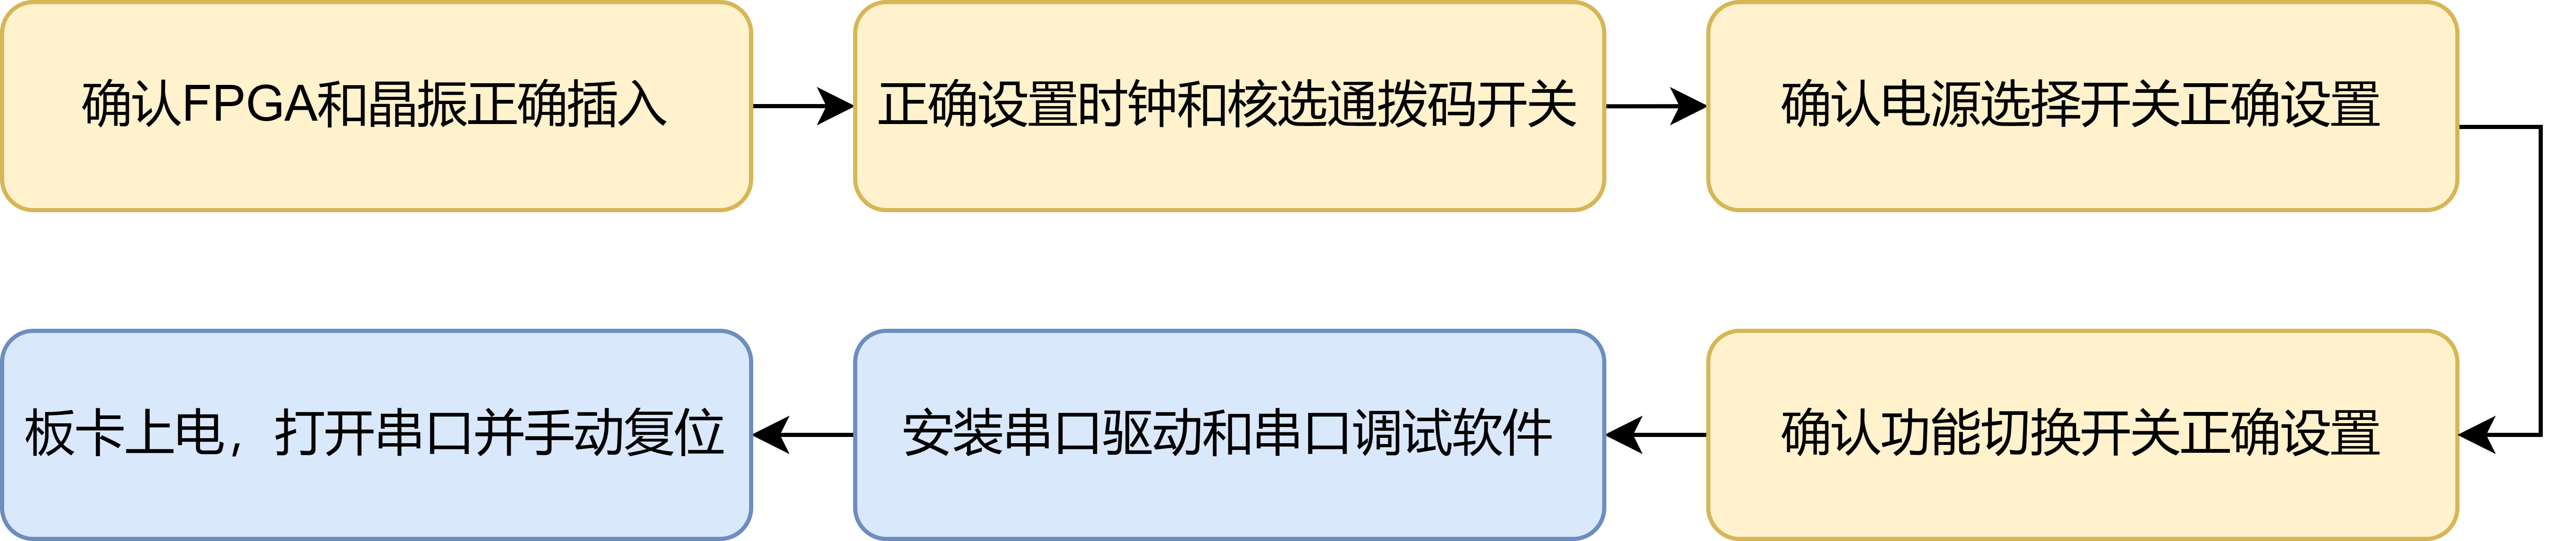 确认FPGA和晶振正确插入
正确设置时钟和核选通拨码开关
确认电源选择开关正确设置
确认功能切换开关正确设置
安装串口驱动和串口调试软件
板卡上电，打开串口并手动复位